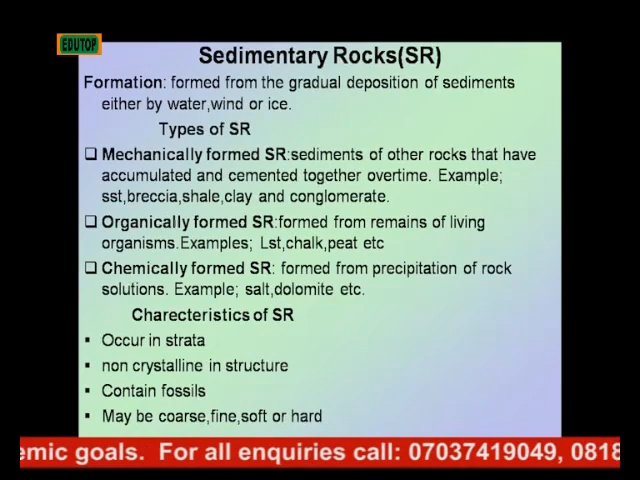 EDUTOP
Sedimentary Rocks(SR)
Formation: formed from the gradual deposition of sediments
either by water,wind or ice.
Types of SR
❑ Mechanically formed SR:sediments of other rocks that have
accumulated and cemented together overtime. Example;
sst,breccia,shale,clay and conglomerate.
❑ Organically formed SR:formed from remains of living
organisms.Examples; Lst,chalk,peat etc
❑ Chemically formed SR: formed from precipitation of rock
solutions. Example; salt,dolomite etc.
Charecteristics of SR
▪ Occur in strata
▪ non crystalline in structure
▪ Contain fossils
▪ May be coarse,fine,soft or hard
emic goals. For all enquiries call: 07037419049, 0818